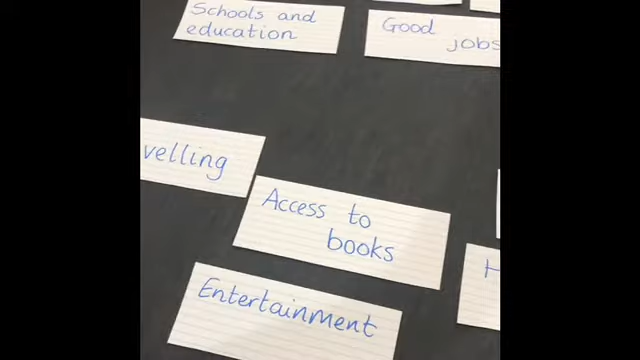 Schools and
education
Good
jobs
velling
Access to
books
H
Entertainment